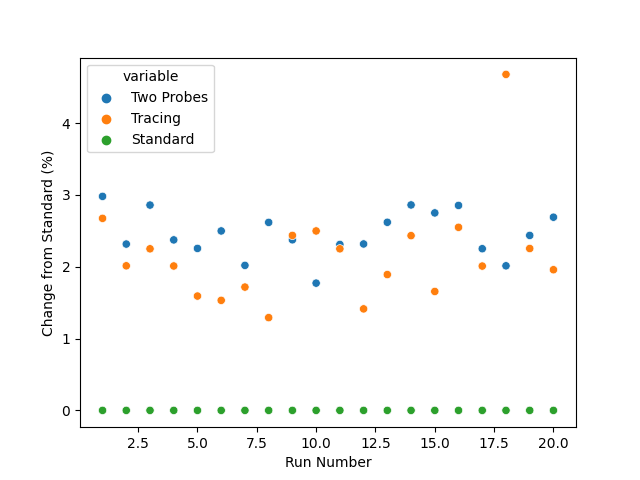 variable
Two Probes
Tracing
Standard
Change from Standard (%)
4
3
2
1
0
2.5 5.0 7.5 10.0 12.5 15.0 17.5 20.0
Run Number